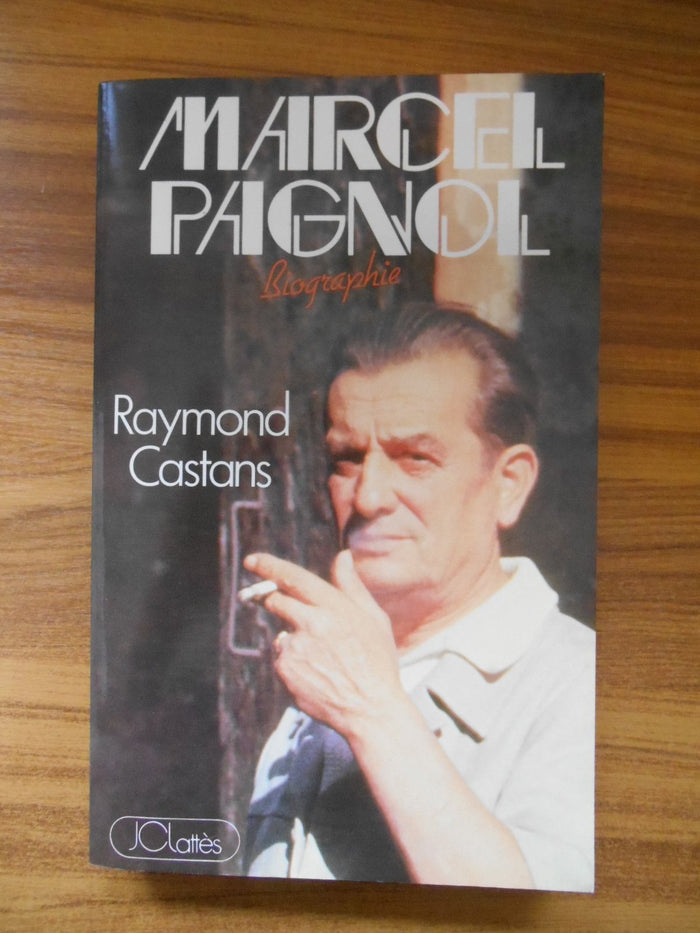 MARCEL
PAGNOL
Biographie
Raymond
Castans
JCLattès